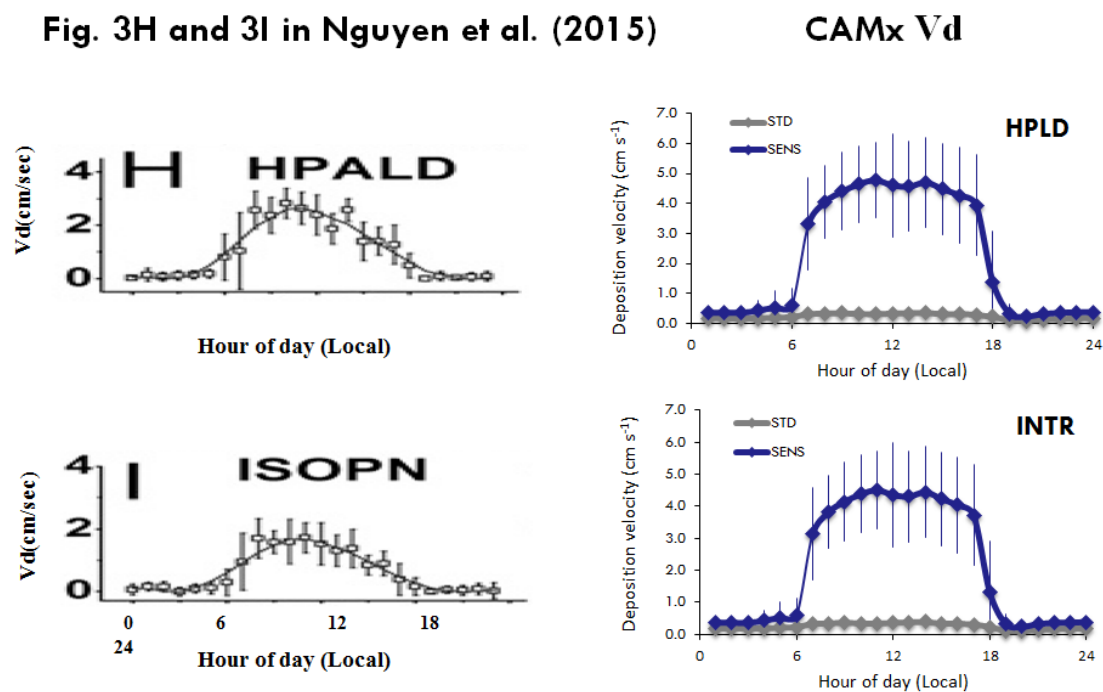 Fig. 3H and 3I in Nguyen et al. (2015)
CAMx Vd
Vd(cm/sec)
4
2
0
H HPALD
Hour of day (Local)
Deposition velocity (cm s⁻¹)
7.0
6.0
5.0
4.0
3.0
2.0
1.0
0.0
STD
SENS
HPLD
0 6 12 18 24
Hour of day (Local)
Vd(cm/sec)
4
2
0
I ISOPN
0 6 12 18
24
Hour of day (Local)
Deposition velocity (cm s⁻¹)
7.0
6.0
5.0
4.0
3.0
2.0
1.0
0.0
STD
SENS
INTR
0 6 12 18 24
Hour of day (Local)